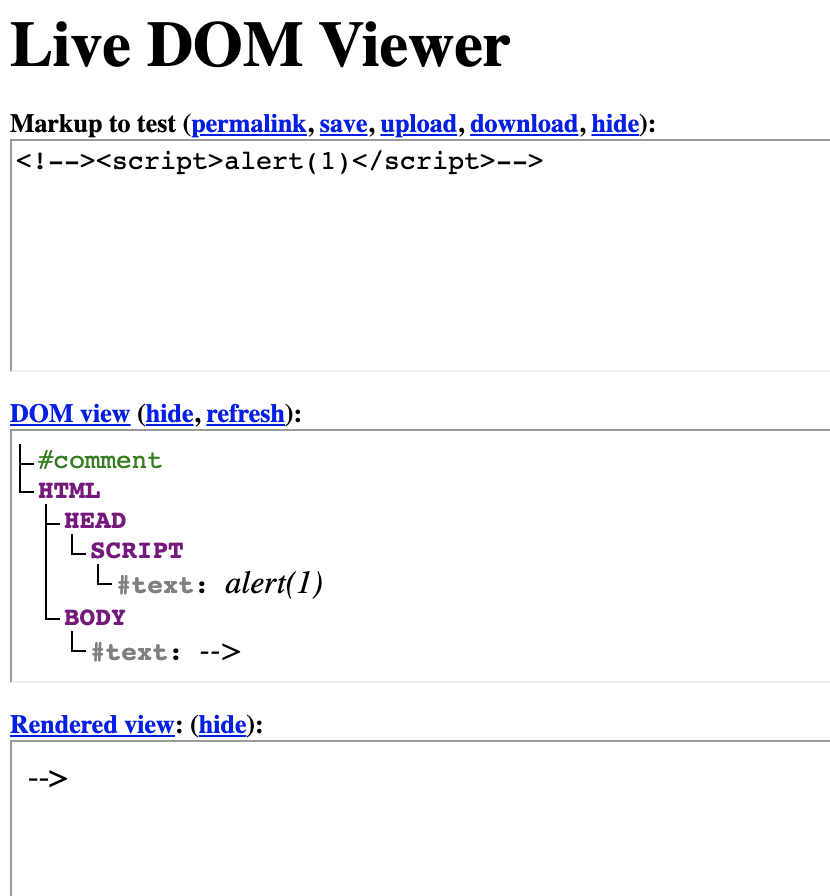 Live DOM Viewer
Markup to test (permalink, save, upload, download, hide):
<!--><script>alert(1)</script>-->
DOM view (hide, refresh):
#comment
HTML
HEAD
SCRIPT
#text: alert(1)
BODY
#text: -->
Rendered view: (hide):
-->